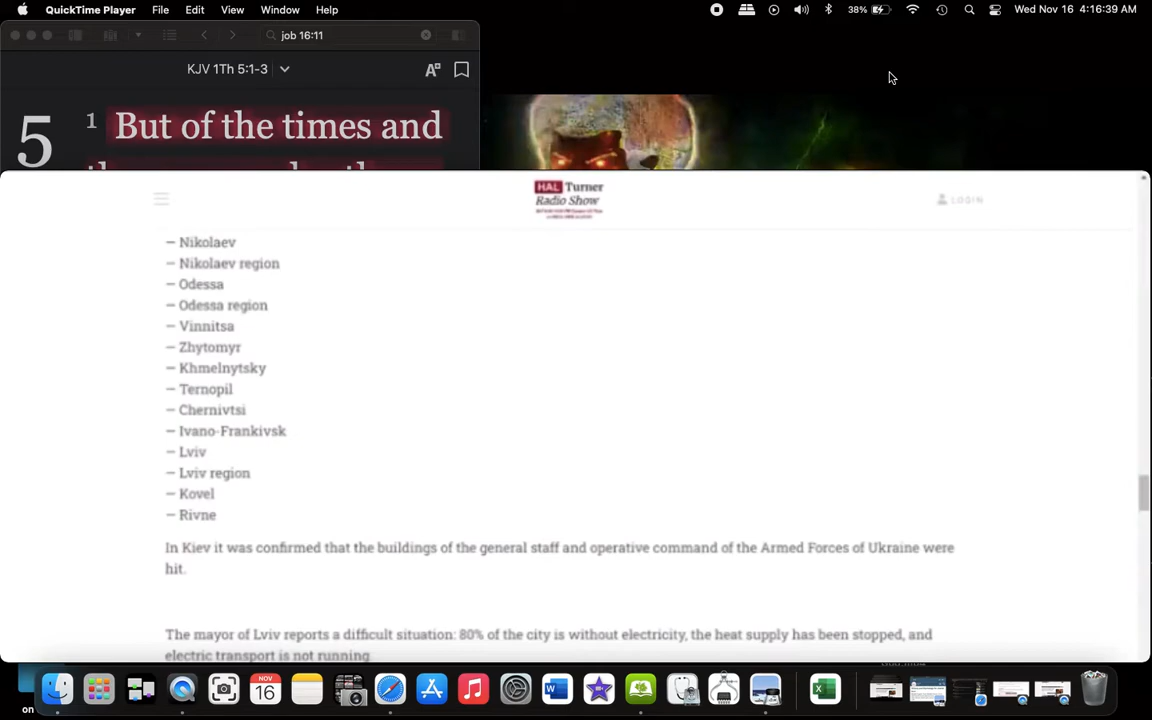 QuickTime Player File Edit View Window Help 38% Wed Nov 16 4:16:39 AM
job 16:11
KJV 1Th 5:1-3
5 1 But of the times and
HAL Turner
Radio Show
LOGIN
— Nikolaev
— Nikolaev region
— Odessa
— Odessa region
— Vinnitsa
— Zhytomyr
— Khmelnytsky
— Ternopil
— Chernivtsi
— Ivano-Frankivsk
— Lviv
— Lviv region
— Kovel
— Rivne
In Kiev it was confirmed that the buildings of the general staff and operative command of the Armed Forces of Ukraine were
hit.
The mayor of Lviv reports a difficult situation: 80% of the city is without electricity, the heat supply has been stopped, and
electric transport is not running
NOV
16
on